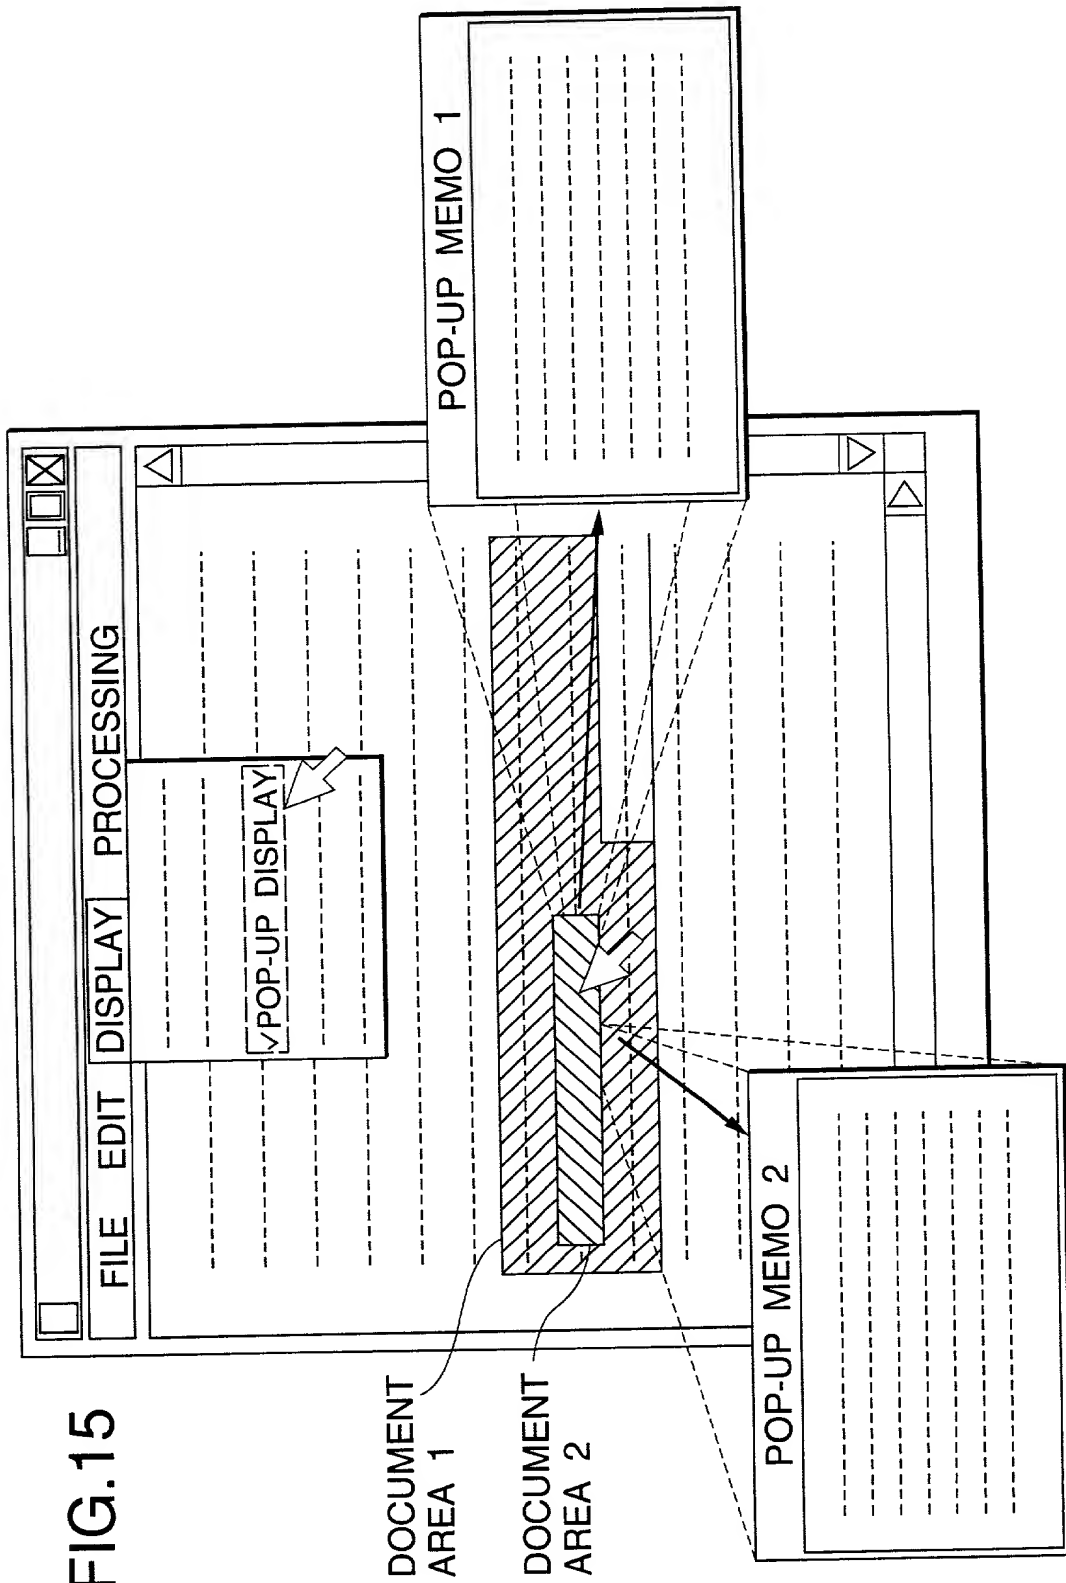 FIG.15
FILE EDIT DISPLAY PROCESSING
✓POP-UP DISPLAY
DOCUMENT
AREA 1
DOCUMENT
AREA 2
POP-UP MEMO 1
POP-UP MEMO 2